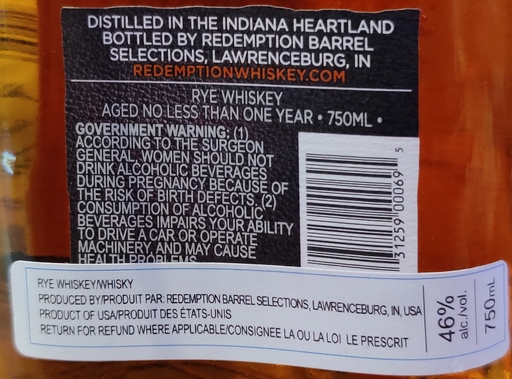 DISTILLED IN THE INDIANA HEARTLAND
BOTTLED BY REDEMPTION BARREL
SELECTIONS, LAWRENCEBURG, IN
REDEMPTIONWHISKEY.COM
RYE WHISKEY
AGED NO LESS THAN ONE YEAR • 750ML •
GOVERNMENT WARNING: (1)
ACCORDING TO THE SURGEON
GENERAL, WOMEN SHOULD NOT
DRINK ALCOHOLIC BEVERAGES
DURING PREGNANCY BECAUSE OF
THE RISK OF BIRTH DEFECTS. (2)
CONSUMPTION OF ALCOHOLIC
BEVERAGES IMPAIRS YOUR ABILITY
TO DRIVE A CAR OR OPERATE
MACHINERY, AND MAY CAUSE
HEALTH PROBLEMS
31259 00069 5
RYE WHISKEY/WHISKY
PRODUCED BY/PRODUIT PAR: REDEMPTION BARREL SELECTIONS, LAWRENCEBURG, IN, USA
PRODUCT OF USA/PRODUIT DES ÉTATS-UNIS
RETURN FOR REFUND WHERE APPLICABLE/CONSIGNEE LA OU LA LOI LE PRESCRIT
46%
alc./vol.
750mL